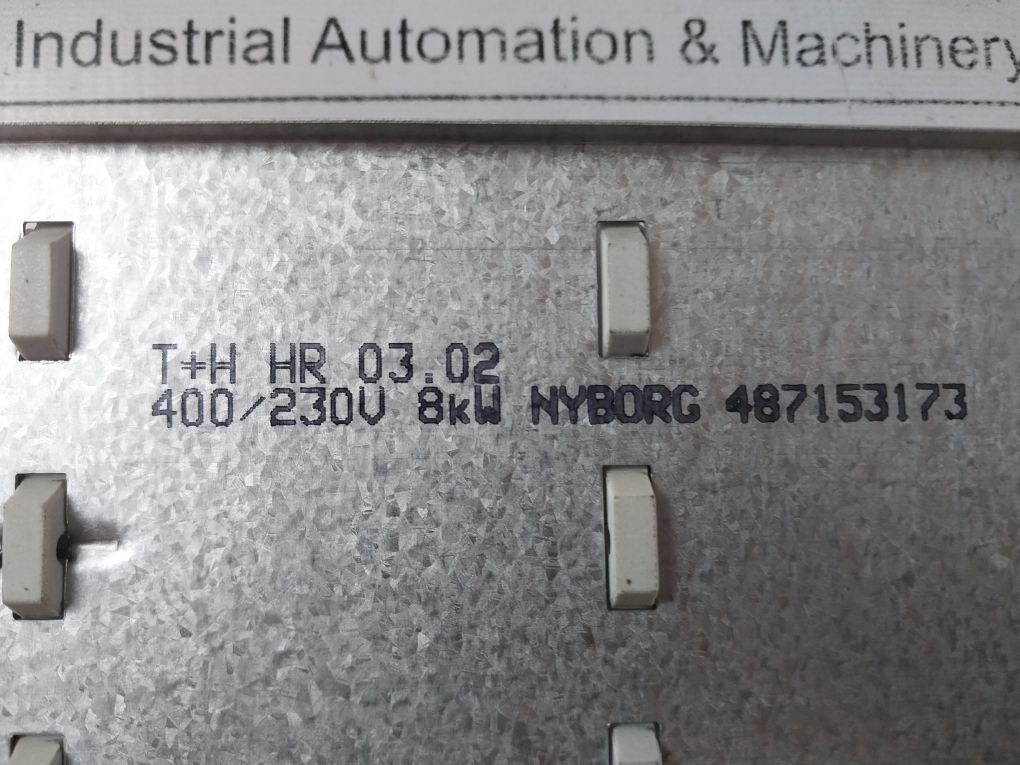 Industrial Automation & Machinery
T+H HR 03.02
400/230V 8kW NYBORG 487153173